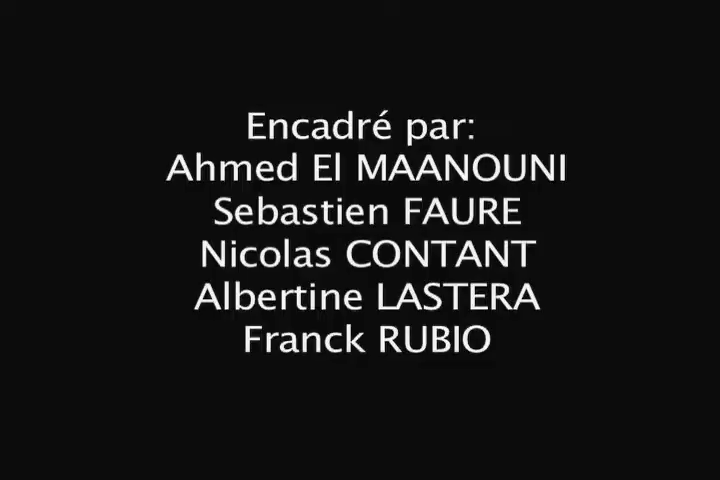 Encadré par:
Ahmed El MAANOUNI
Sebastien FAURE
Nicolas CONTANT
Albertine LASTERA
Franck RUBIO